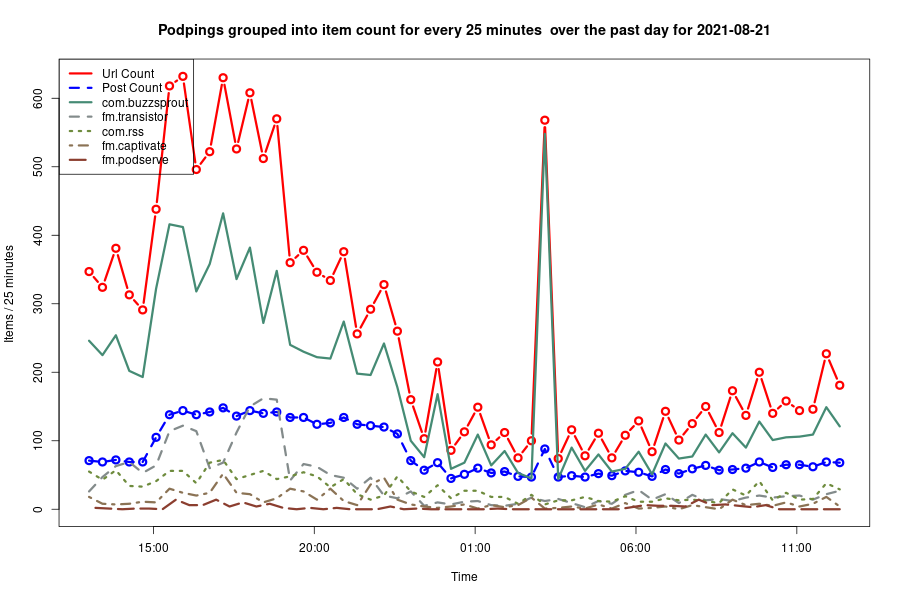 Podpings grouped into item count for every 25 minutes  over the past day for 2021-08-21
Url Count
Post Count
com.buzzsprout
fm.transistor
com.rss
fm.captivate
fm.podserve
Items / 25 minutes
600
500
400
300
200
100
0
15:00
20:00
01:00
06:00
11:00
Time